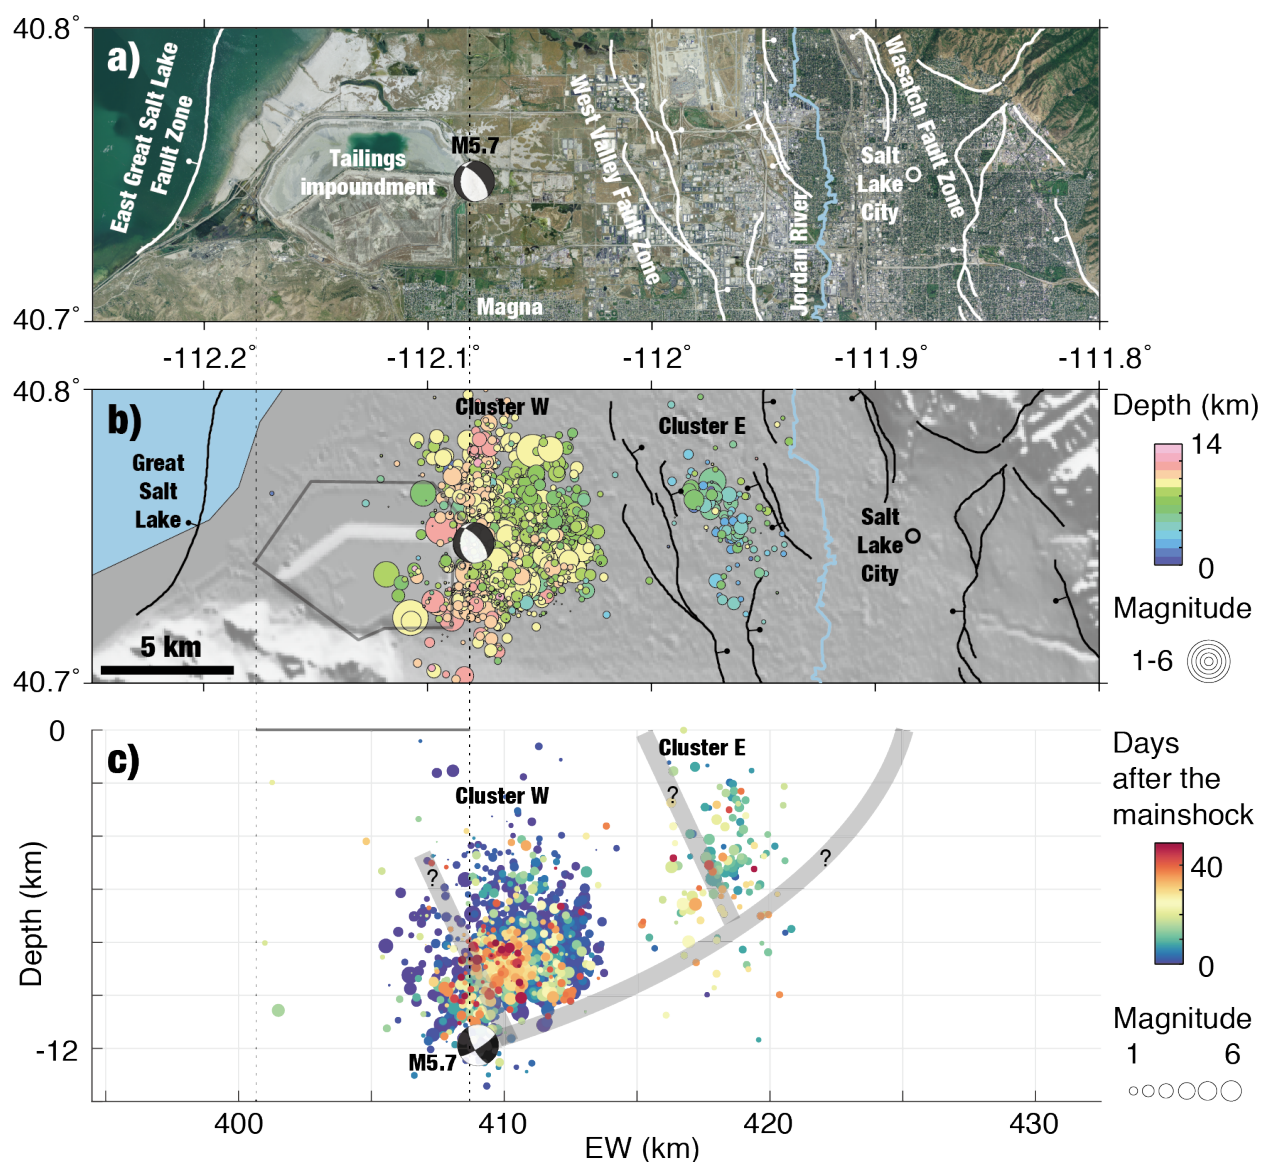 40.8°
a)
East Great Salt Lake
Fault Zone
Tailings
impoundment
M5.7
West Valley Fault Zone
Jordan River
Wasatch Fault Zone
Salt
Lake
City
Magna
40.7°
-112.2°
-112.1°
-112°
-111.9°
-111.8°
40.8°
b)
Cluster W
Cluster E
Great
Salt
Lake
Salt
Lake
City
5 km
40.7°
Depth (km)
14
0
Magnitude
1-6
0
c)
Cluster E
Cluster W
?
?
?
M5.7
-12
Depth (km)
400
410
420
430
EW (km)
Days
after the
mainshock
40
0
Magnitude
1 6